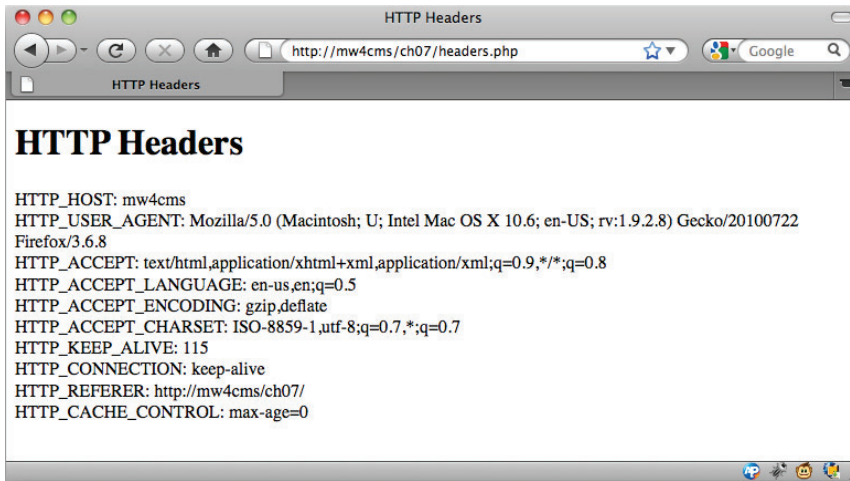 HTTP Headers
http://mw4cms/ch07/headers.php
Google
HTTP Headers
HTTP Headers
HTTP_HOST: mw4cms
HTTP_USER_AGENT: Mozilla/5.0 (Macintosh; U; Intel Mac OS X 10.6; en-US; rv:1.9.2.8) Gecko/20100722
Firefox/3.6.8
HTTP_ACCEPT: text/html,application/xhtml+xml,application/xml;q=0.9,*/*;q=0.8
HTTP_ACCEPT_LANGUAGE: en-us,en;q=0.5
HTTP_ACCEPT_ENCODING: gzip,deflate
HTTP_ACCEPT_CHARSET: ISO-8859-1,utf-8;q=0.7,*;q=0.7
HTTP_KEEP_ALIVE: 115
HTTP_CONNECTION: keep-alive
HTTP_REFERER: http://mw4cms/ch07/
HTTP_CACHE_CONTROL: max-age=0